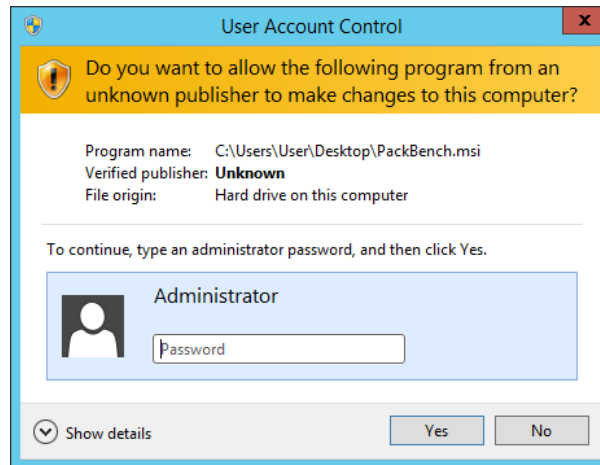 User Account Control
x
Do you want to allow the following program from an
unknown publisher to make changes to this computer?
Program name: C:\Users\User\Desktop\PackBench.msi
Verified publisher: Unknown
File origin: Hard drive on this computer
To continue, type an administrator password, and then click Yes.
Administrator
Password
Show details
Yes
No